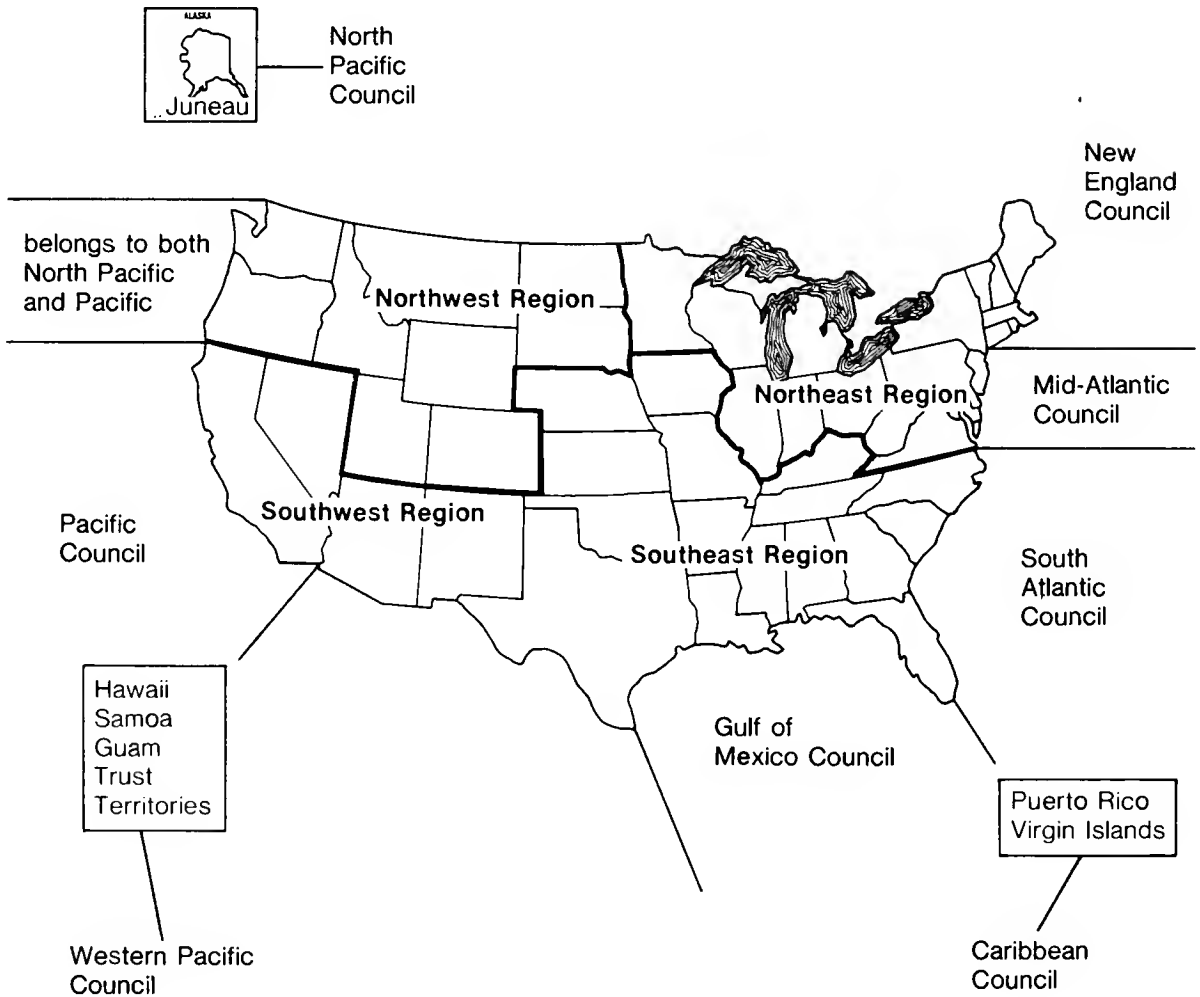 ALASKA
Juneau
North
Pacific
Council
New
England
Council
belongs to both
North Pacific
and Pacific
Northwest Region
Northeast Region
Mid-Atlantic
Council
Pacific
Council
Southwest Region
Southeast Region
South
Atlantic
Council
Hawaii
Samoa
Guam
Trust
Territories
Gulf of
Mexico Council
Puerto Rico
Virgin Islands
Western Pacific
Council
Caribbean
Council